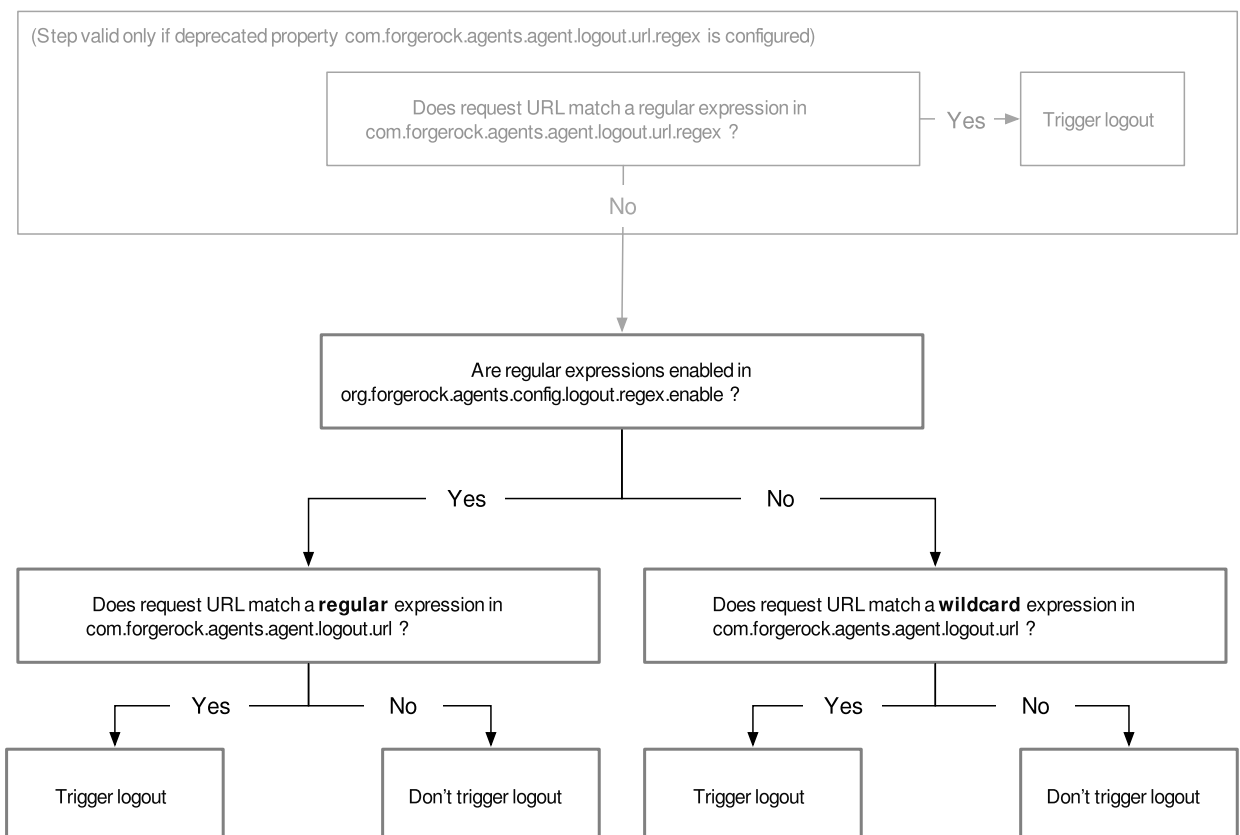 (Step valid only if deprecated property com.forgerock.agents.agent.logout.url.regex is configured)
Does request URL match a regular expression in
com.forgerock.agents.agent.logout.url.regex ?
Yes
Trigger logout
No
Are regular expressions enabled in
org.forgerock.agents.config.logout.regex.enable ?
Yes
No
Does request URL match a regular expression in
com.forgerock.agents.agent.logout.url ?
Does request URL match a wildcard expression in
com.forgerock.agents.agent.logout.url ?
Yes
No
Yes
No
Trigger logout
Don't trigger logout
Trigger logout
Don't trigger logout